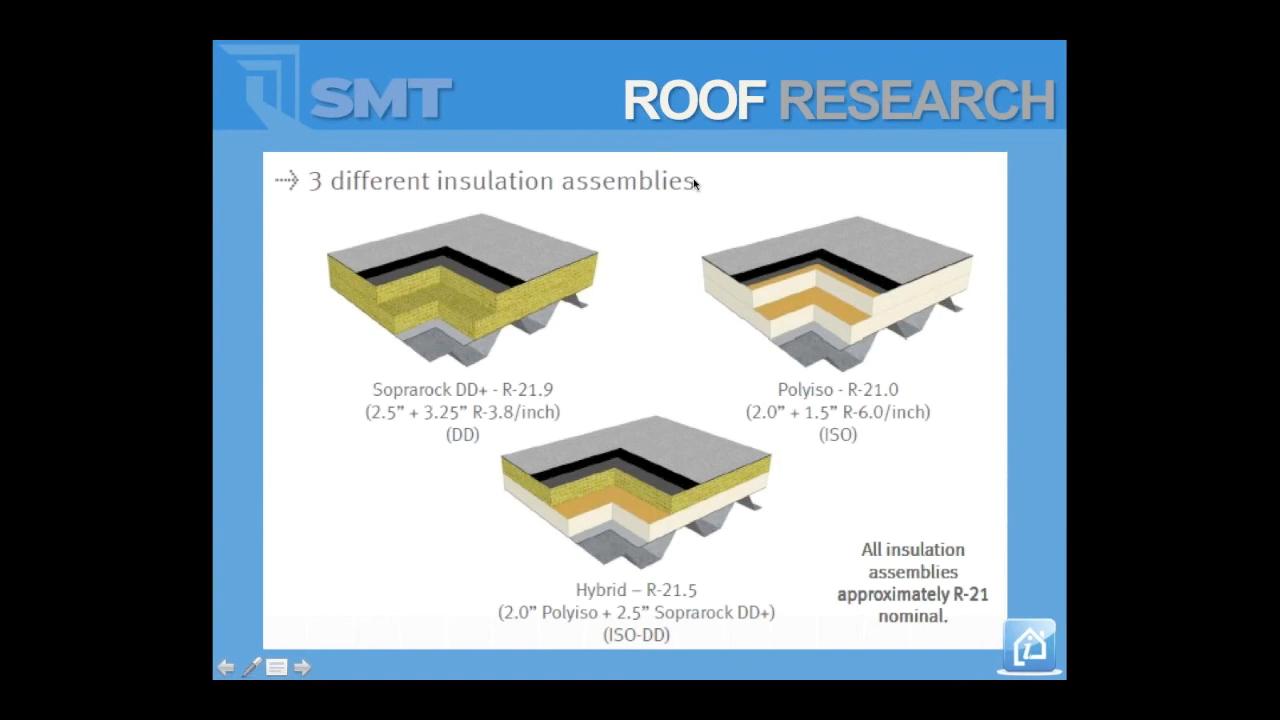 SMT
ROOF RESEARCH
3 different insulation assemblies
Soprarock DD+ - R-21.9
(2.5” + 3.25” R-3.8/inch)
(DD)
Polyiso - R-21.0
(2.0” + 1.5” R-6.0/inch)
(ISO)
Hybrid – R-21.5
(2.0” Polyiso + 2.5” Soprarock DD+)
(ISO-DD)
All insulation
assemblies
approximately R-21
nominal.